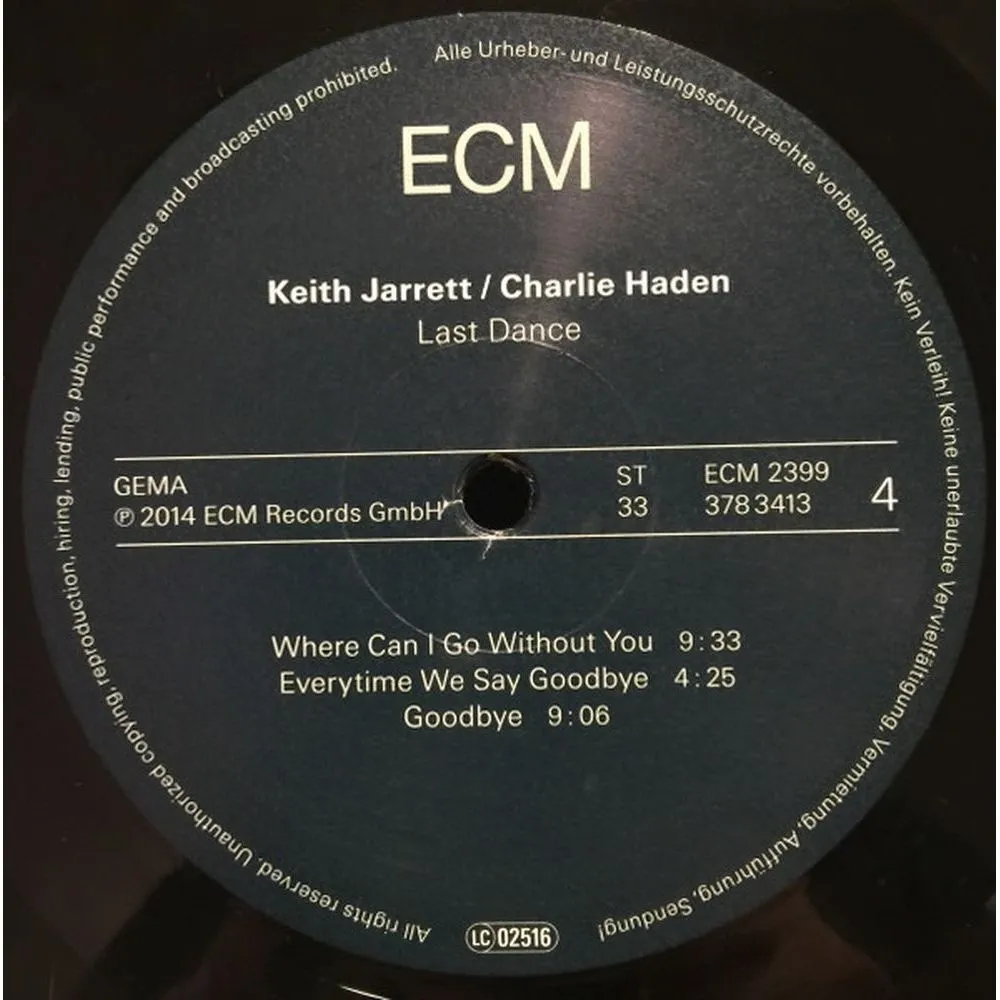 ECM
Keith Jarrett / Charlie Haden
Last Dance
GEMA
℗ 2014 ECM Records GmbH
ST
33
ECM 2399
378 3413
4
Where Can I Go Without You 9:33
Everytime We Say Goodbye 4:25
Goodbye 9:06
Alle Urheber- und Leistungsschutzrechte vorbehalten. Kein Verleih! Keine unerlaubte Vervielfältigung, Vermietung, Aufführung, Sendung!
LC 02516
All rights reserved. Unauthorized copying, reproduction, hiring, lending, public performance and broadcasting prohibited.